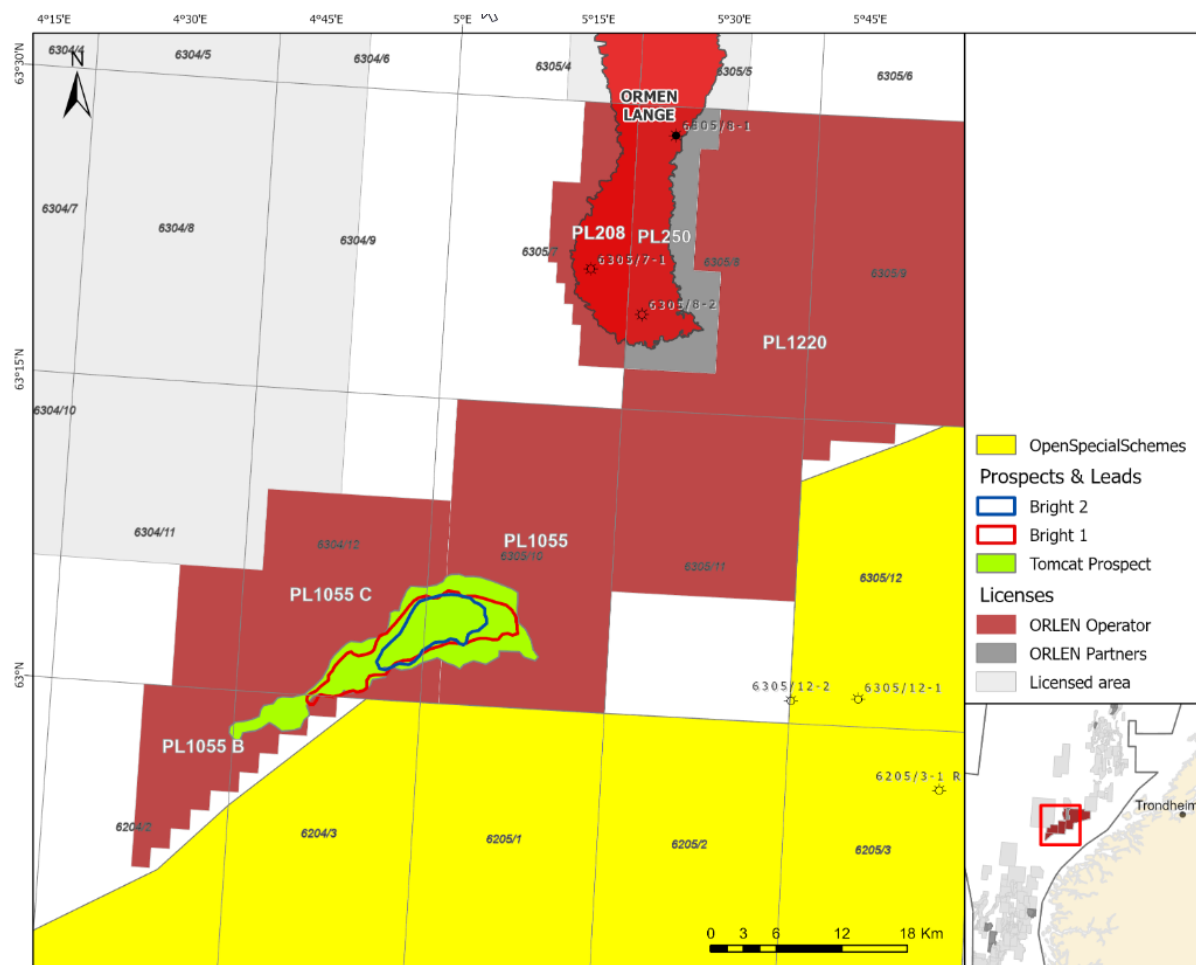 4°15'E
4°30'E
4°45'E
5°E
5°15'E
5°30'E
5°45'E
63°30'N
63°15'N
63°N
N
6304/4
6304/5
6304/6
6305/4
6305/5
6305/6
ORMEN
LANGE
6305/8-1
6304/7
6304/8
6304/9
6305/7
PL208
PL250
6305/8
6305/9
6305/7-1
6305/8-2
PL1220
6304/10
6304/11
6304/12
PL1055
6305/10
6305/11
6305/12
PL1055 C
6305/12-2
6305/12-1
PL1055 B
6205/3-1 R
6204/2
6204/3
6205/1
6205/2
6205/3
0 3 6 12 18 Km
OpenSpecialSchemes
Prospects & Leads
Bright 2
Bright 1
Tomcat Prospect
Licenses
ORLEN Operator
ORLEN Partners
Licensed area
Trondheim